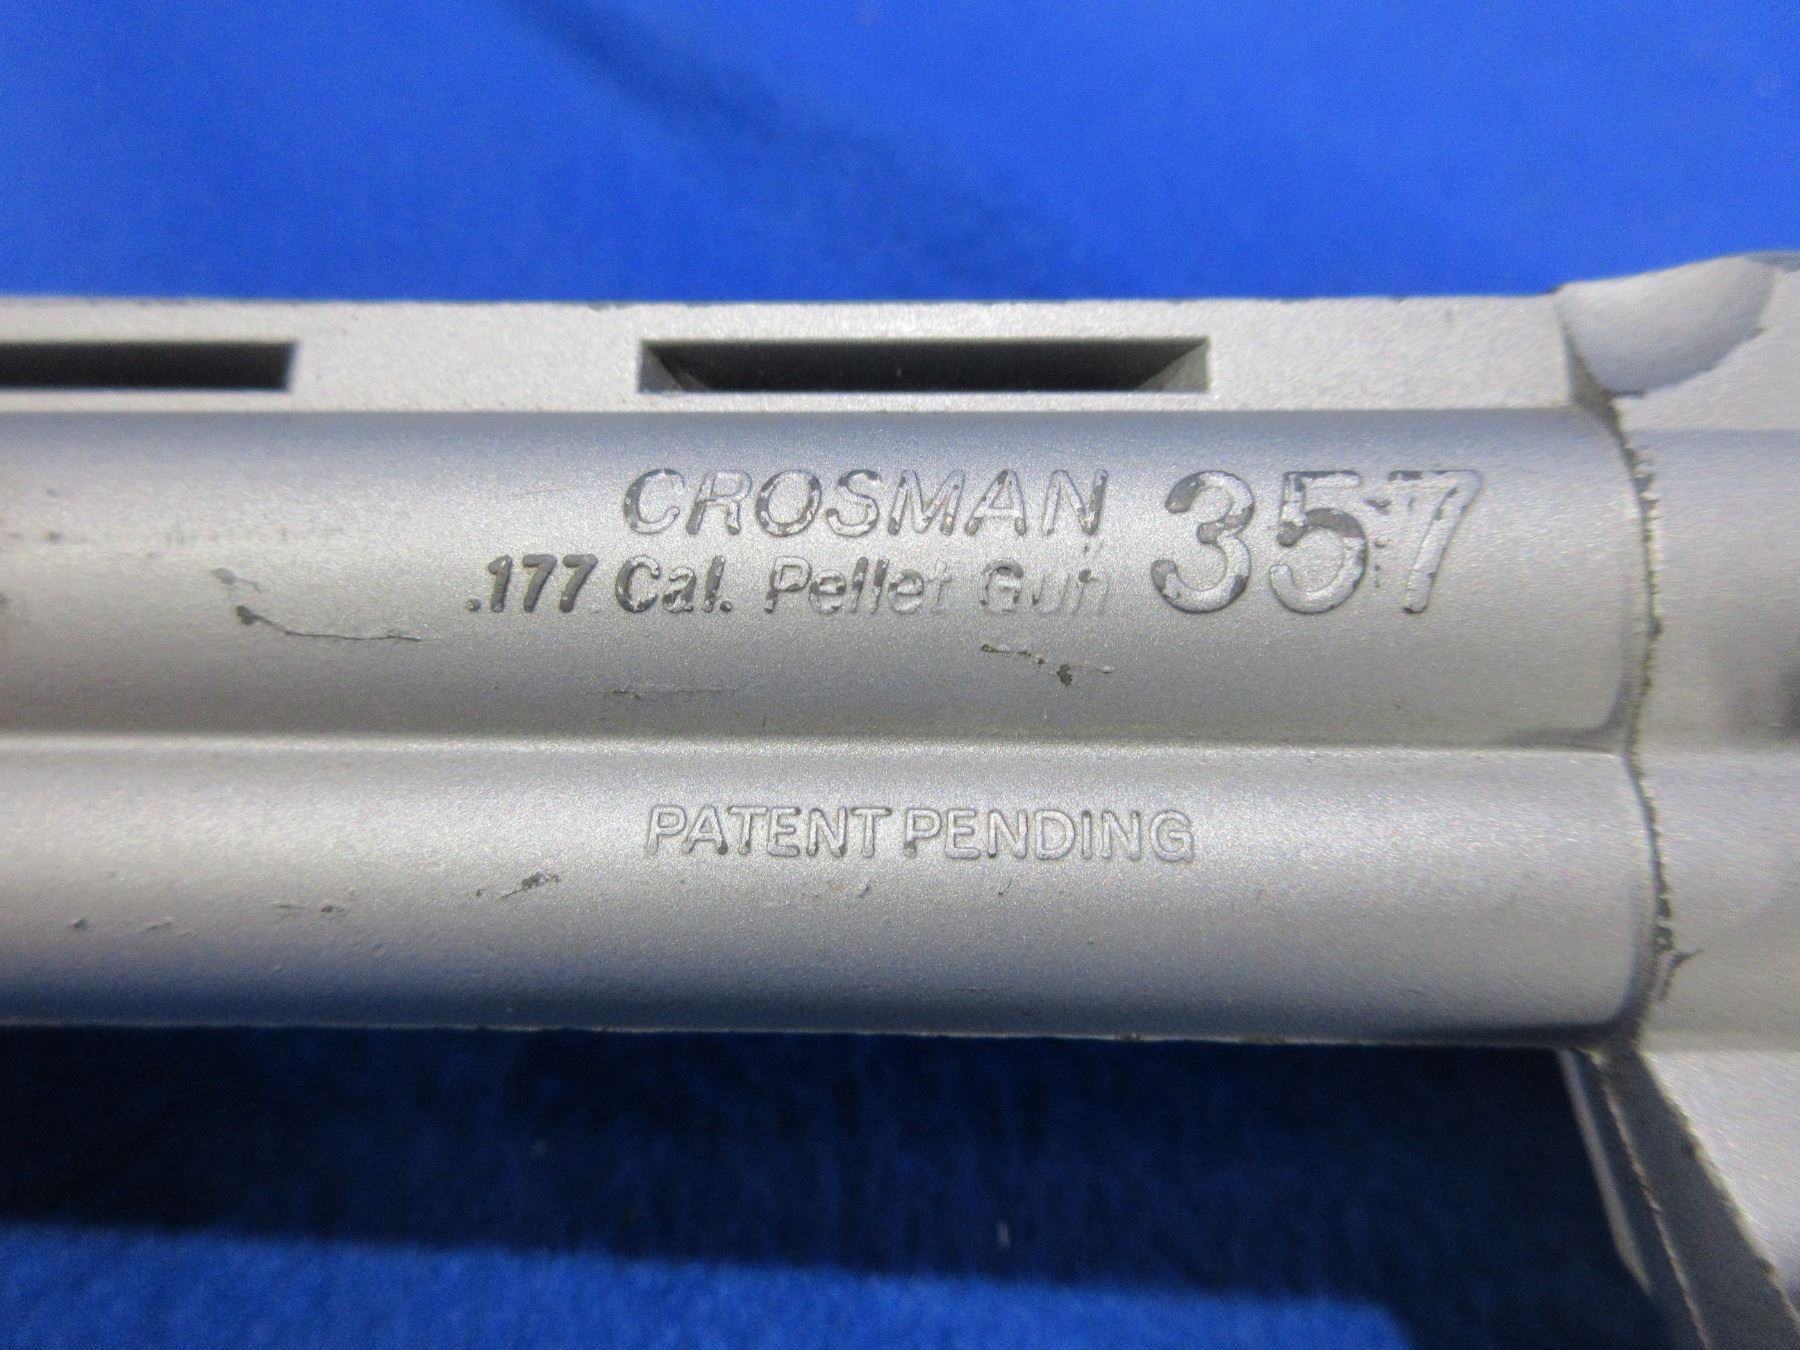 CROSMAN 357
.177 Cal. Pellet Gun
PATENT PENDING